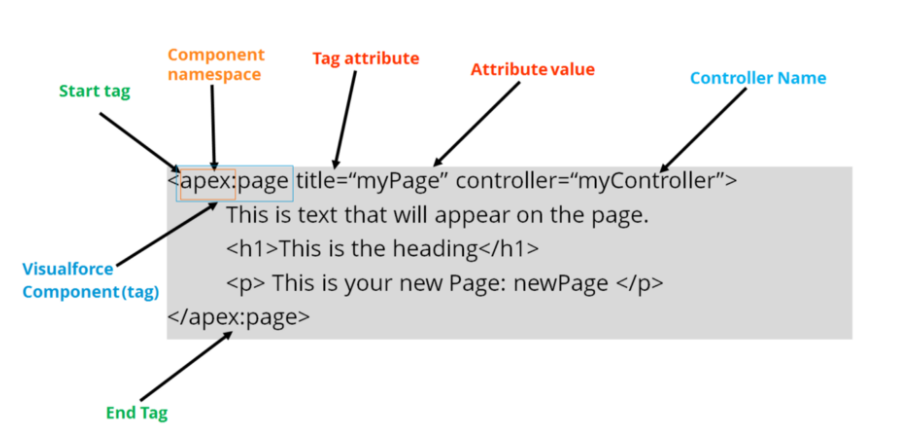 Component
namespace
Tag attribute
Attribute value
Controller Name
Start tag
<apex:page title=“myPage” controller=“myController”>
This is text that will appear on the page.
<h1>This is the heading</h1>
<p> This is your new Page: newPage </p>
</apex:page>
Visualforce
Component(tag)
End Tag